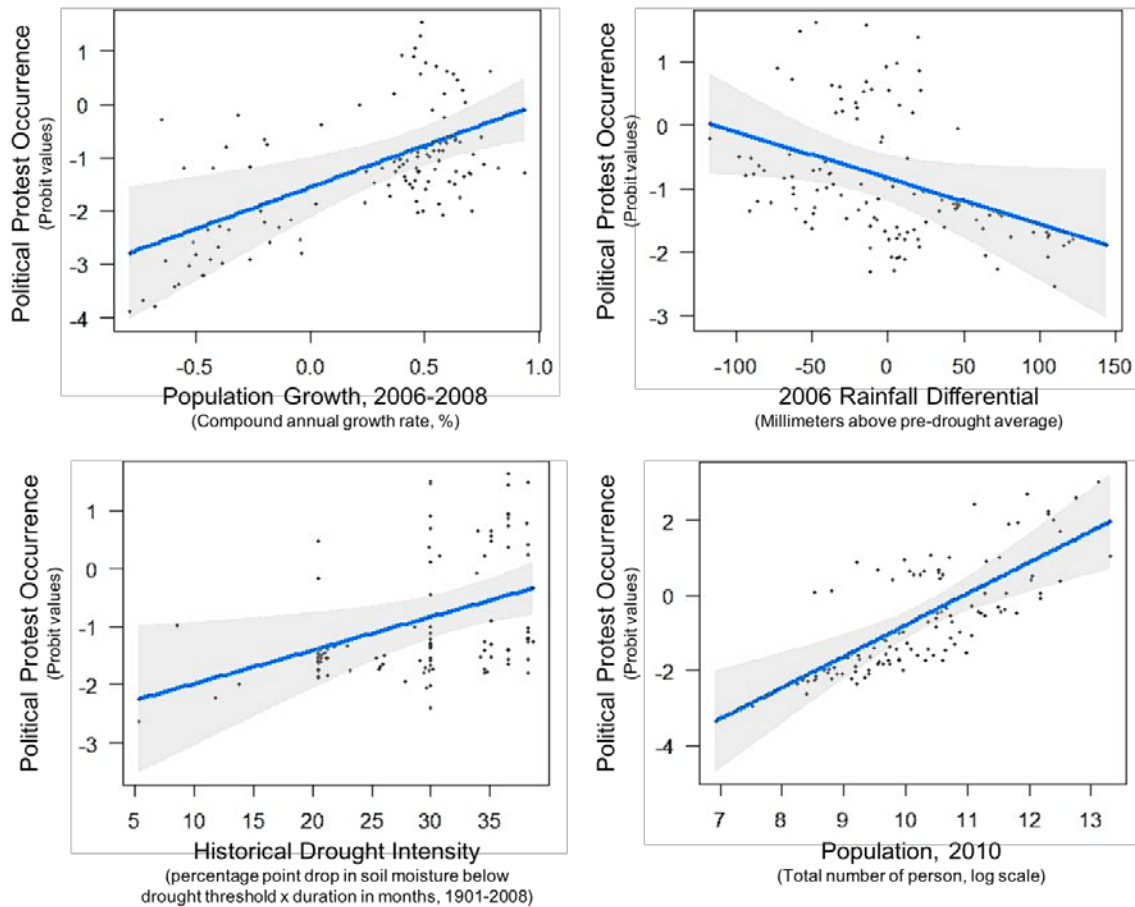 Political Protest Occurrence
(Probit values)
1
0
-1
-2
-3
-4
-0.5
0.0
0.5
1.0
Population Growth, 2006-2008
(Compound annual growth rate, %)
Political Protest Occurrence
(Probit values)
1
0
-1
-2
-3
-100
-50
0
50
100
150
2006 Rainfall Differential
(Millimeters above pre-drought average)
Political Protest Occurrence
(Probit values)
1
0
-1
-2
-3
5
10
15
20
25
30
35
Historical Drought Intensity
(percentage point drop in soil moisture below
drought threshold x duration in months, 1901-2008)
Political Protest Occurrence
(Probit values)
2
0
-2
-4
7
8
9
10
11
12
13
Population, 2010
(Total number of person, log scale)